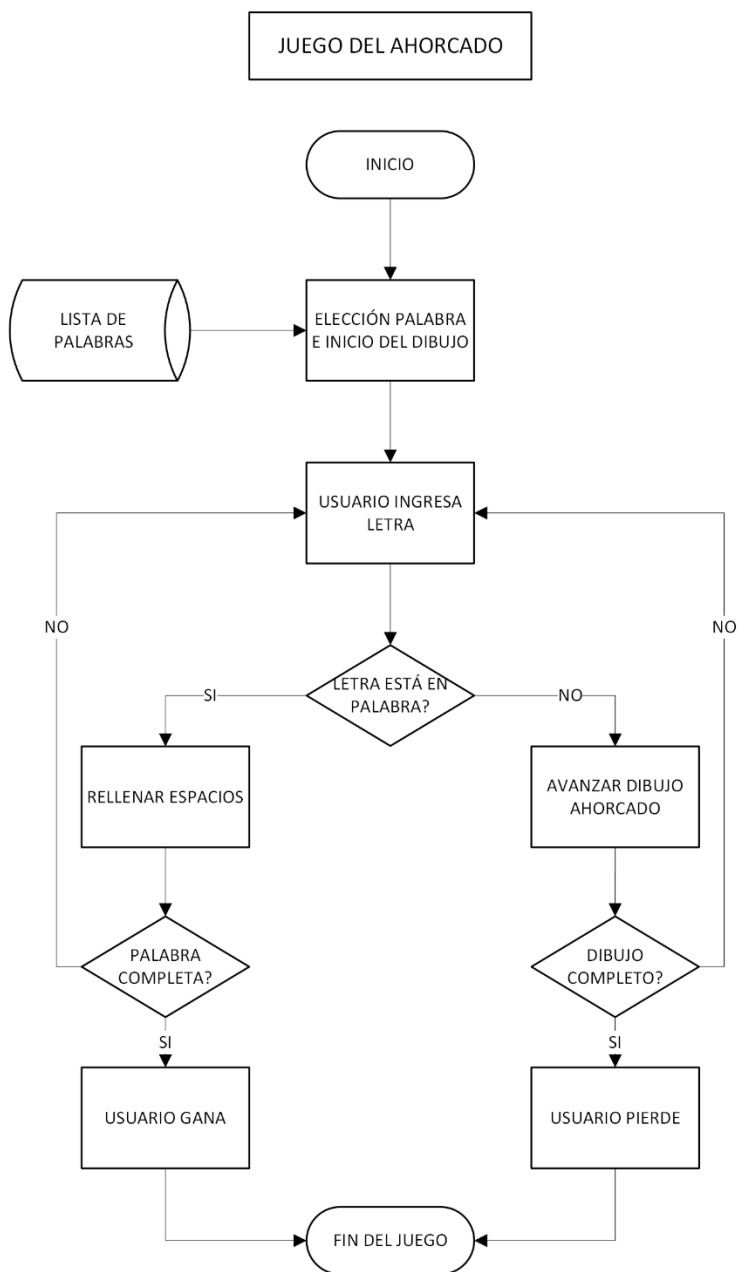 JUEGO DEL AHORCADO
INICIO
LISTA DE
PALABRAS
ELECCIÓN PALABRA
E INICIO DEL DIBUJO
USUARIO INGRESA
LETRA
NO
NO
LETRA ESTÁ EN
PALABRA?
SI
NO
RELLENAR ESPACIOS
AVANZAR DIBUJO
AHORCADO
PALABRA
COMPLETA?
DIBUJO
COMPLETO?
SI
SI
USUARIO GANA
USUARIO PIERDE
FIN DEL JUEGO